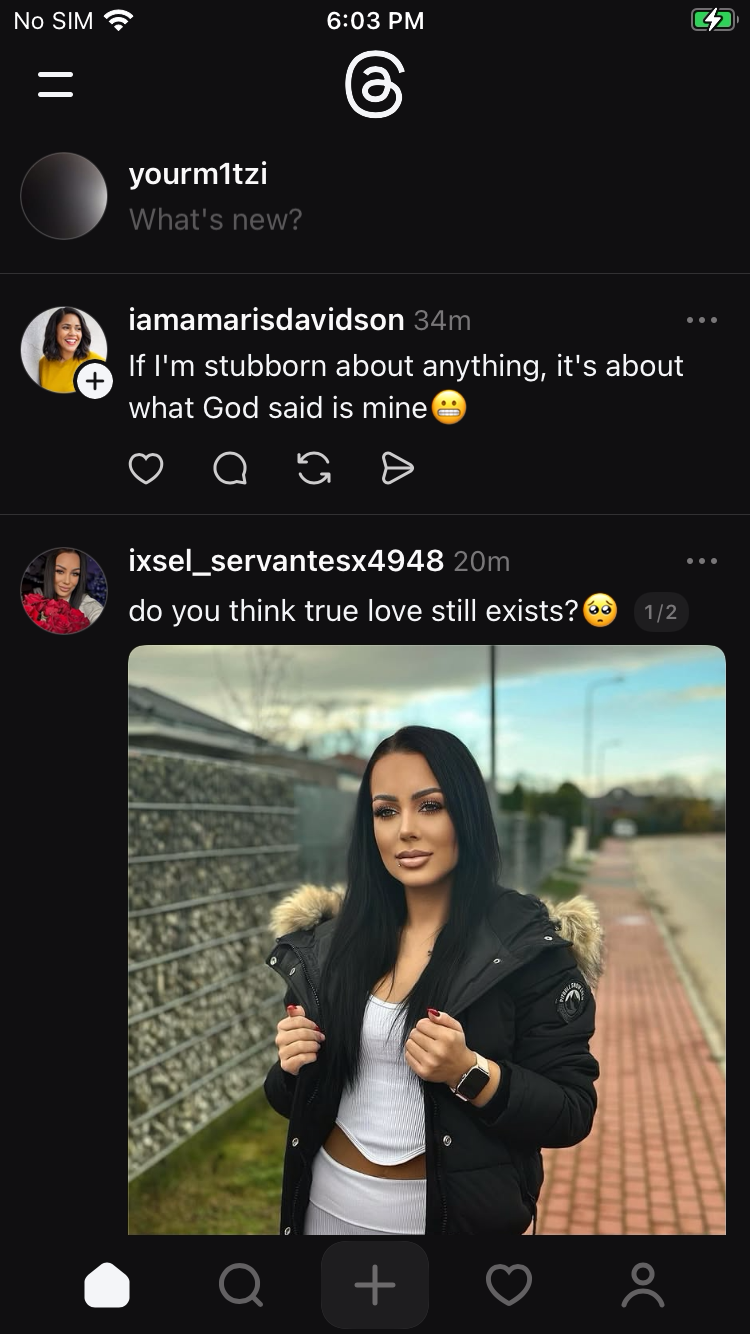 No SIM 6:03 PM
yourm1tzi
What's new?
iamamarisdavidson 34m
If I'm stubborn about anything, it's about
what God said is mine😬
ixsel_servantesx4948 20m
do you think true love still exists?🥺 1/2